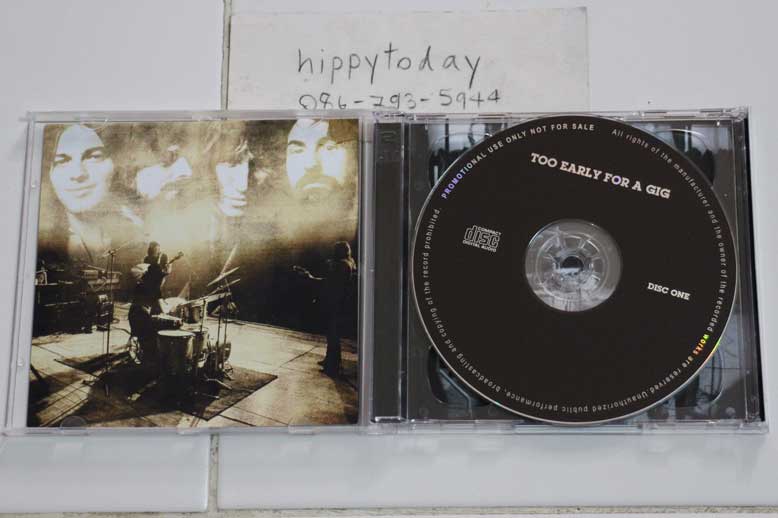 hippytoday
086-793-5944
PROMOTIONAL USE ONLY NOT FOR SALE
All rights of the manufacturer and the owner of the recorded works are reserved. Unauthorized public performance, broadcasting and copying of the record prohibited.
TOO EARLY FOR A GIG
COMPACT
disc
DIGITAL AUDIO
DISC ONE